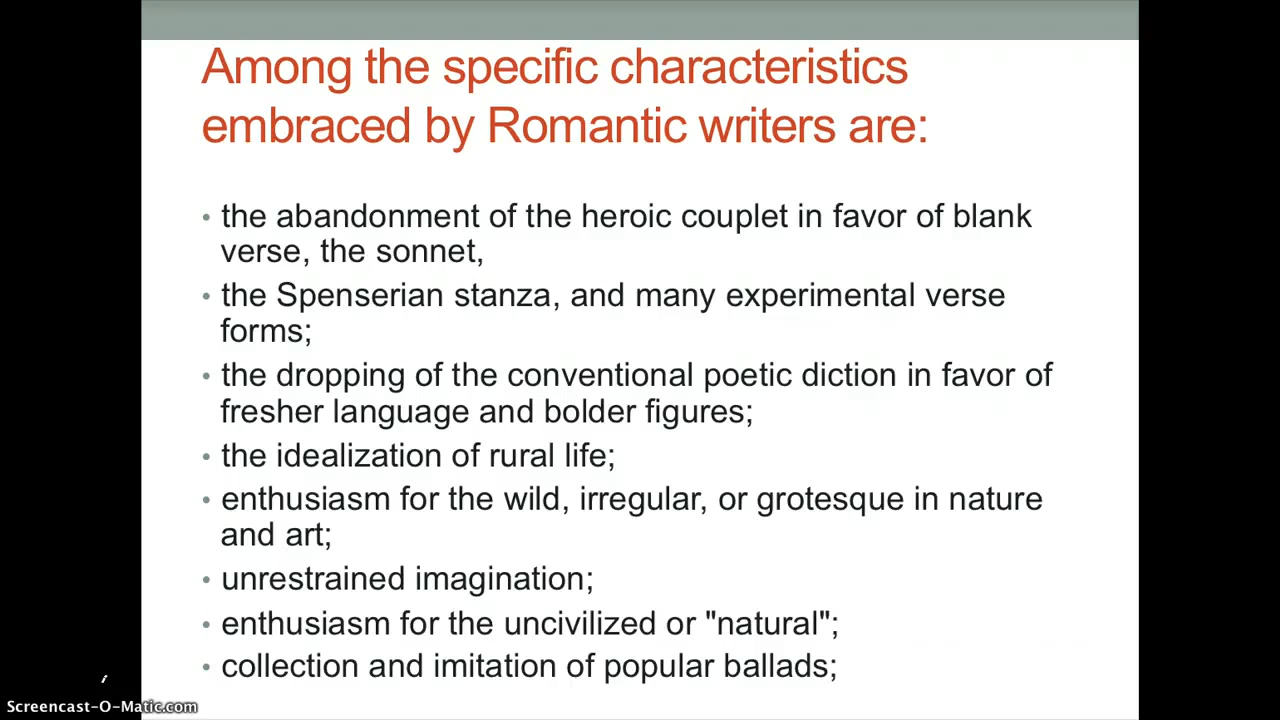 Among the specific characteristics
embraced by Romantic writers are:
• the abandonment of the heroic couplet in favor of blank
verse, the sonnet,
• the Spenserian stanza, and many experimental verse
forms;
• the dropping of the conventional poetic diction in favor of
fresher language and bolder figures;
• the idealization of rural life;
• enthusiasm for the wild, irregular, or grotesque in nature
and art;
• unrestrained imagination;
• enthusiasm for the uncivilized or "natural";
• collection and imitation of popular ballads;
Screencast-O-Matic.com